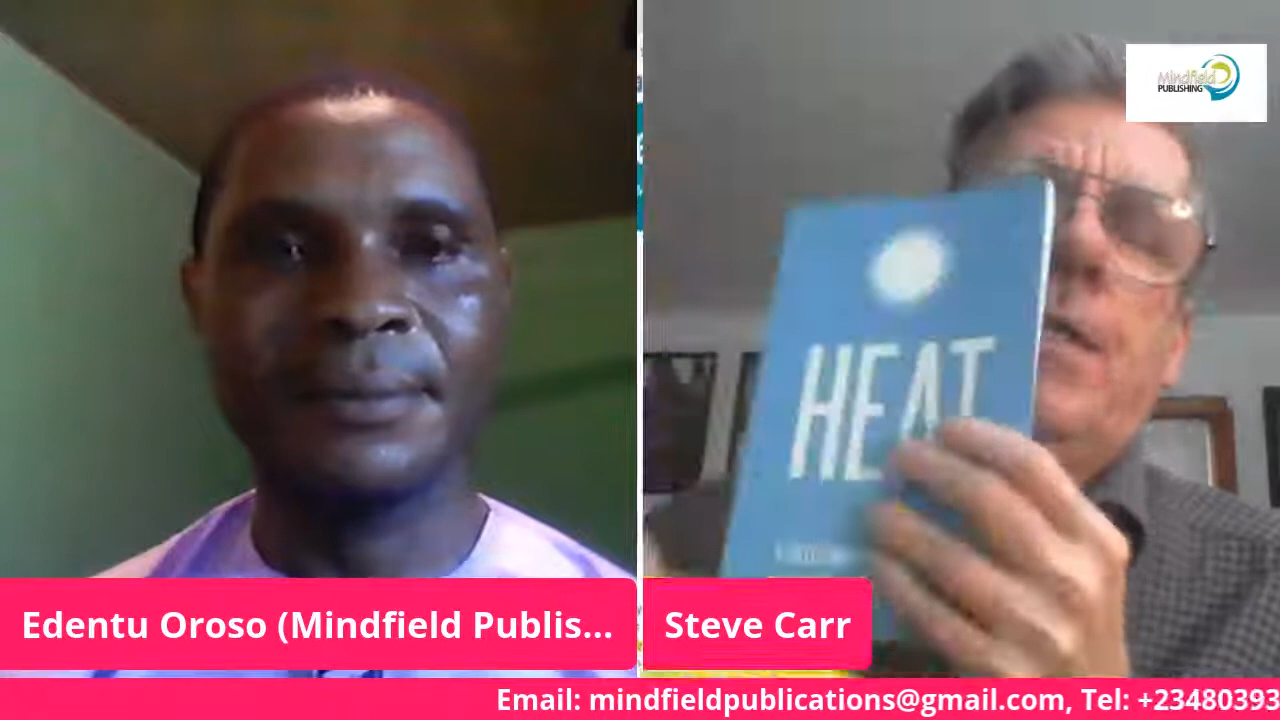 Mindfield
PUBLISHING
HEAT
Edentu Oroso (Mindfield Publis...
Steve Carr
Email: mindfieldpublications@gmail.com, Tel: +23480393